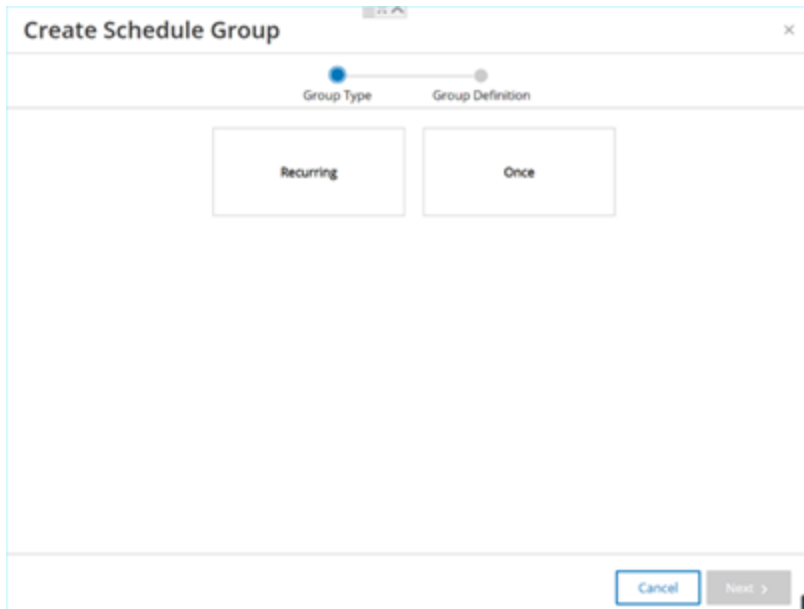 Create Schedule Group
Group Type Group Definition
Recurring Once
Cancel Next